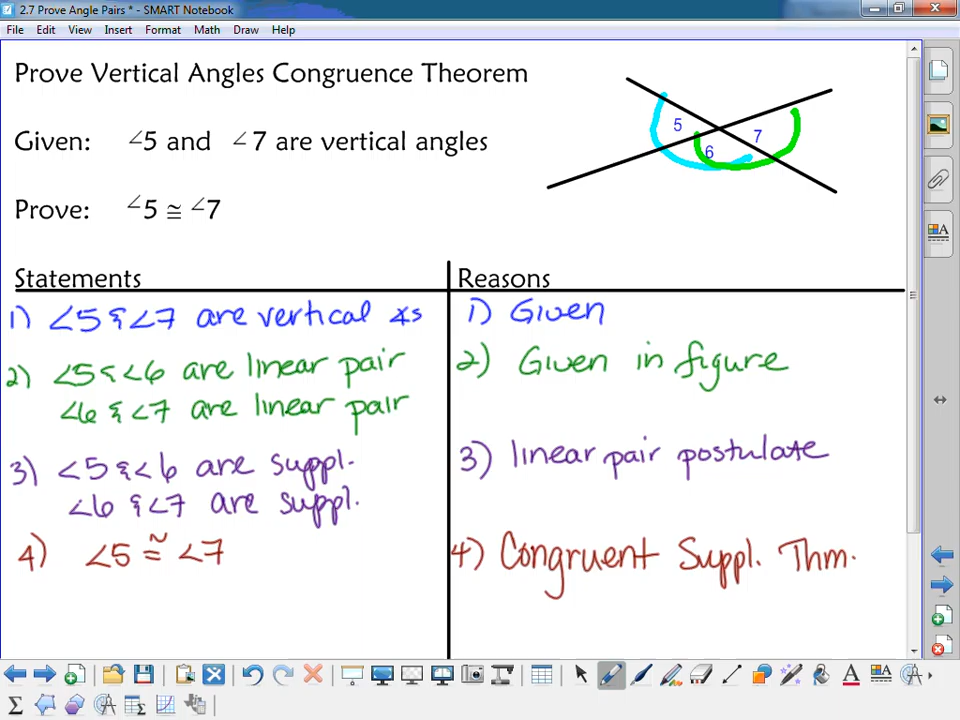 2.7 Prove Angle Pairs * - SMART Notebook
File Edit View Insert Format Math Draw Help
Prove Vertical Angles Congruence Theorem
Given: ∠5 and ∠7 are vertical angles
Prove: ∠5 ≅ ∠7
5
6
7
Statements
Reasons
1) ∠5 & ∠7 are vertical ∡s
1) Given
2) ∠5 & ∠6 are linear pair
∠6 & ∠7 are linear pair
2) Given in figure
3) ∠5 & ∠6 are suppl.
∠6 & ∠7 are suppl.
3) linear pair postulate
4) ∠5 ≅ ∠7
4) Congruent Suppl. Thm.